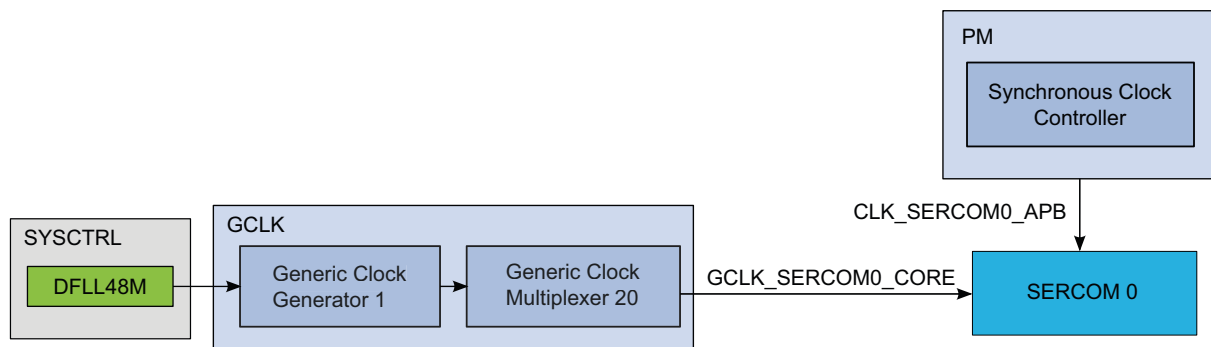 PM
Synchronous Clock
Controller
CLK_SERCOM0_APB
SYSCTRL
DFLL48M
GCLK
Generic Clock
Generator 1
Generic Clock
Multiplexer 20
GCLK_SERCOM0_CORE
SERCOM 0